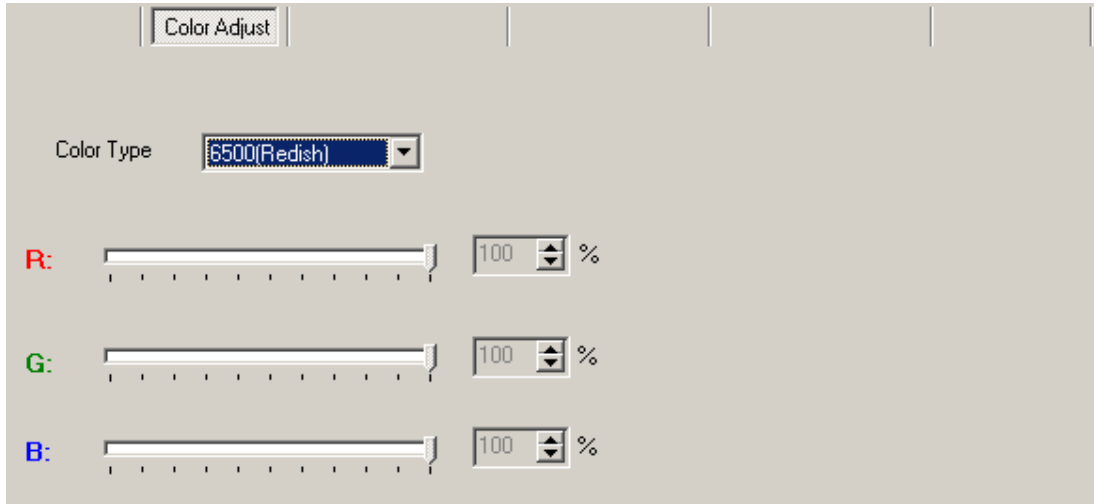 Color Adjust
Color Type 6500(Redish)
R: 100 %
G: 100 %
B: 100 %